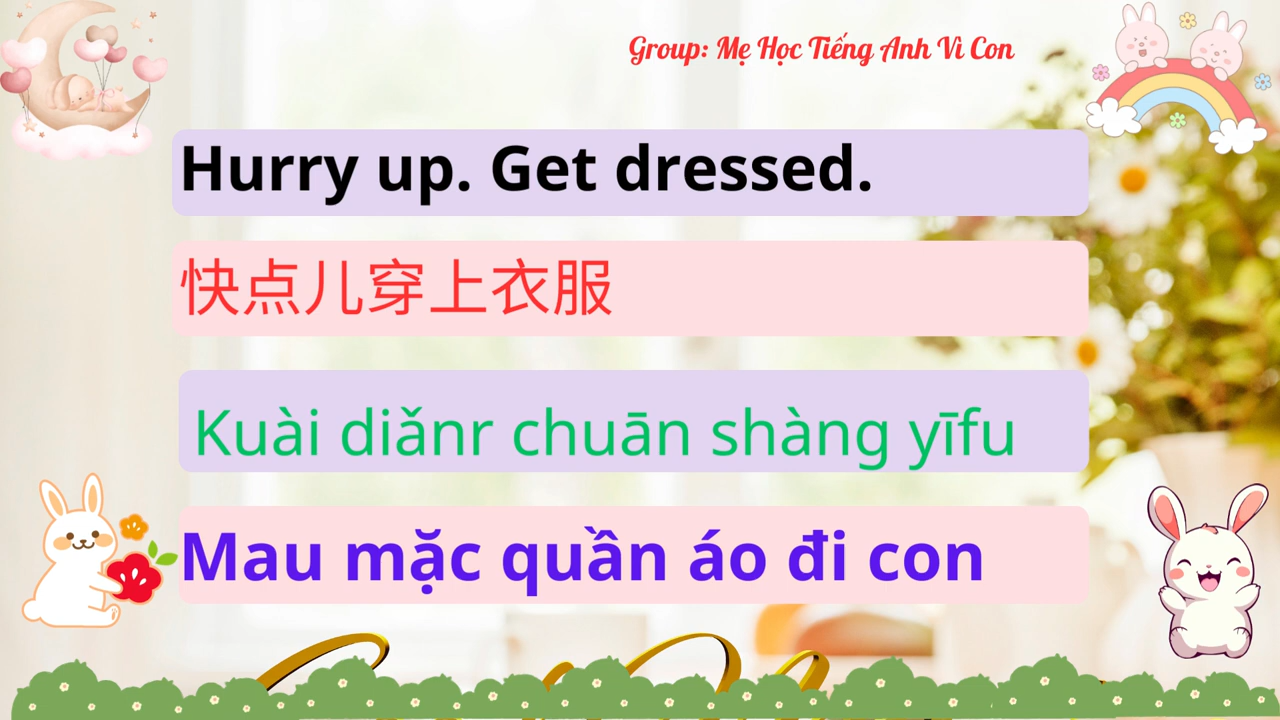 Group: Mẹ Học Tiếng Anh Vì Con
Hurry up. Get dressed.
快点儿穿上衣服
Kuài diǎnr chuān shàng yīfu
Mau mặc quần áo đi con